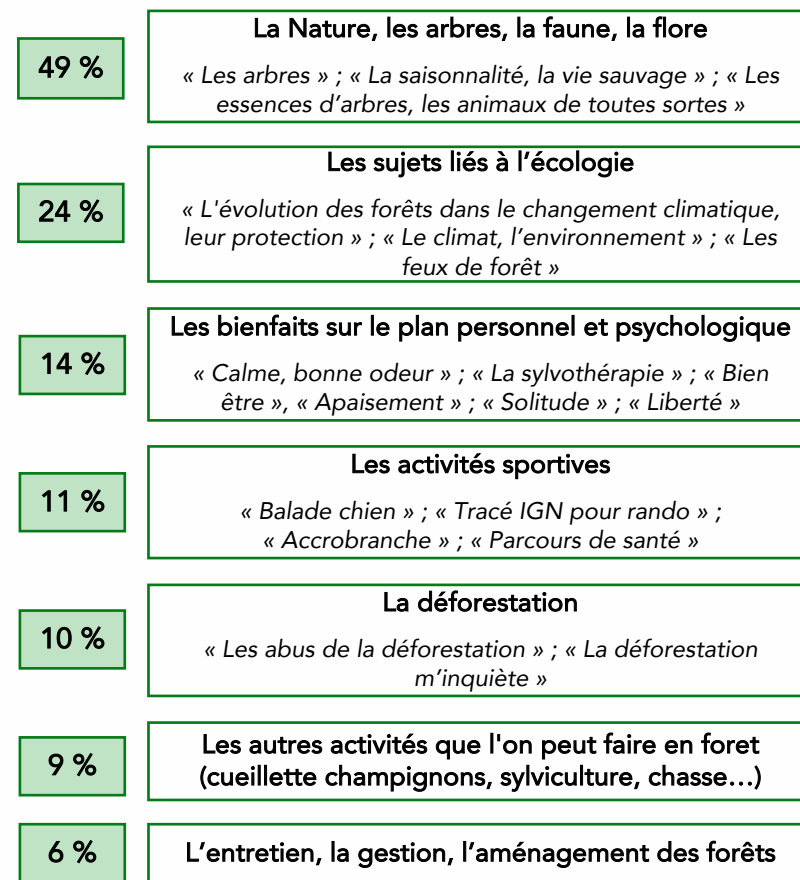 49 %
La Nature, les arbres, la faune, la flore
« Les arbres » ; « La saisonnalité, la vie sauvage » ; « Les
essences d’arbres, les animaux de toutes sortes »
24 %
Les sujets liés à l’écologie
« L'évolution des forêts dans le changement climatique,
leur protection » ; « Le climat, l’environnement » ; « Les
feux de forêt »
14 %
Les bienfaits sur le plan personnel et psychologique
« Calme, bonne odeur » ; « La sylvothérapie » ; « Bien
être », « Apaisement » ; « Solitude » ; « Liberté »
11 %
Les activités sportives
« Balade chien » ; « Tracé IGN pour rando » ;
« Accrobranche » ; « Parcours de santé »
10 %
La déforestation
« Les abus de la déforestation » ; « La déforestation
m’inquiète »
9 %
Les autres activités que l'on peut faire en foret
(cueillette champignons, sylviculture, chasse…)
6 %
L’entretien, la gestion, l’aménagement des forêts